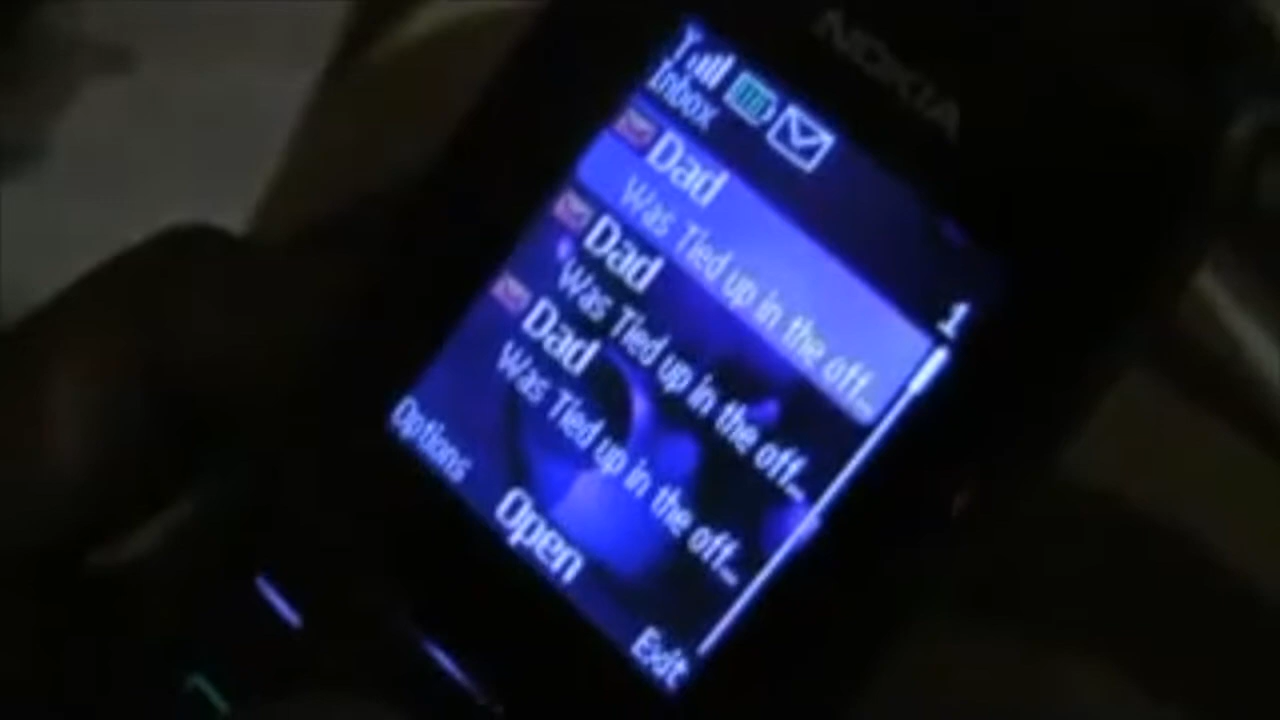 NOKIA
Inbox
Dad
Was Tied up in the off...
1
Dad
Was Tied up in the off...
Dad
Was Tied up in the off...
Options
Open
Exit